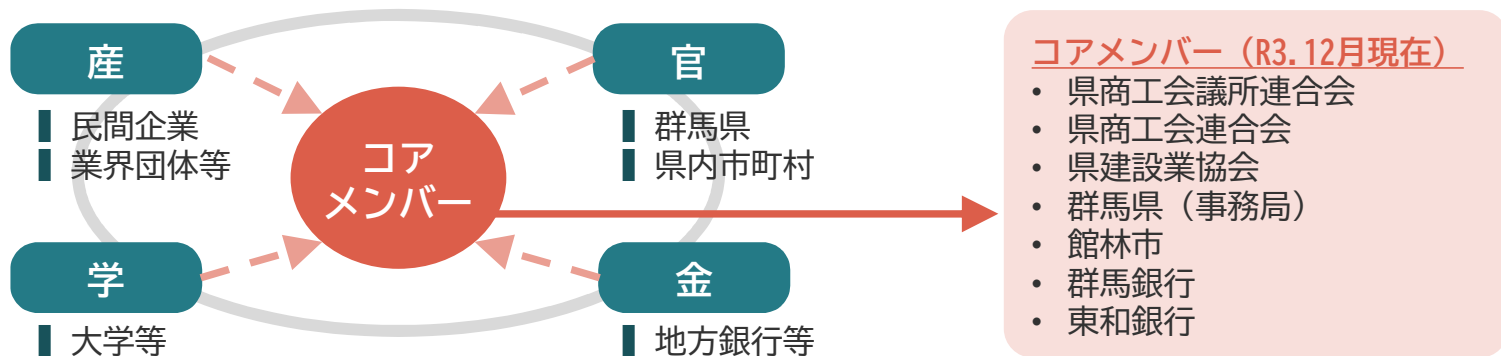 産
民間企業
業界団体等
官
群馬県
県内市町村
コア
メンバー
学
大学等
金
地方銀行等
コアメンバー（R3.12月現在）
• 県商工会議所連合会
• 県商工会連合会
• 県建設業協会
• 群馬県（事務局）
• 館林市
• 群馬銀行
• 東和銀行